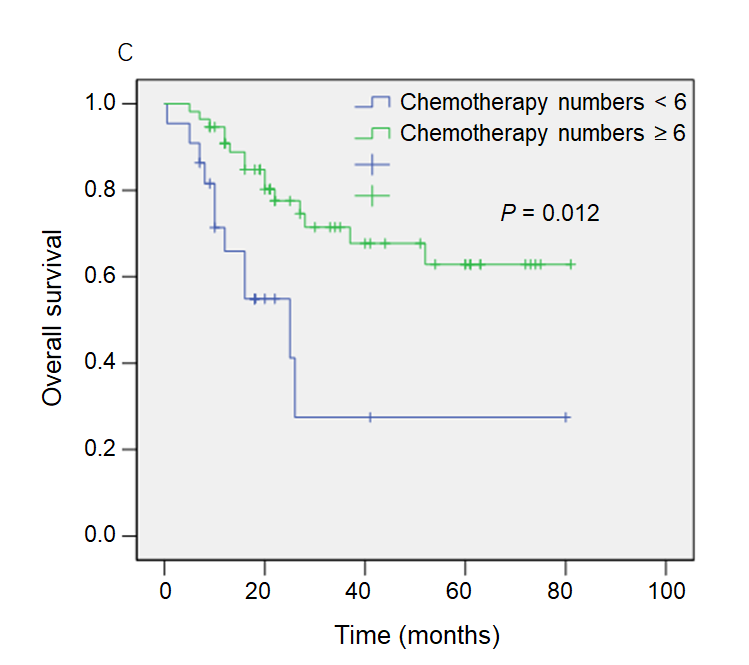 C
Chemotherapy numbers < 6
Chemotherapy numbers ≥ 6
P = 0.012
Overall survival
1.0
0.8
0.6
0.4
0.2
0.0
0 20 40 60 80 100
Time (months)